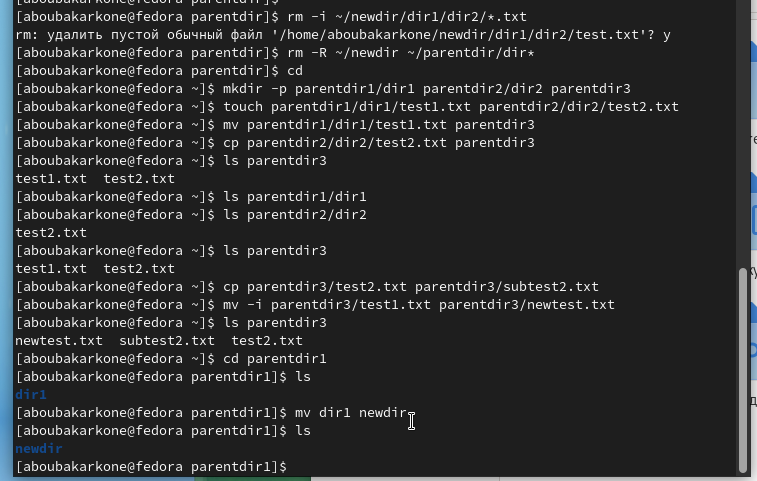 [aboubakarkone@fedora parentdir]$ rm -i ~/newdir/dir1/dir2/*.txt
rm: удалить пустой обычный файл '/home/aboubakarkone/newdir/dir1/dir2/test.txt'? y
[aboubakarkone@fedora parentdir]$ rm -R ~/newdir ~/parentdir/dir*
[aboubakarkone@fedora parentdir]$ cd
[aboubakarkone@fedora ~]$ mkdir -p parentdir1/dir1 parentdir2/dir2 parentdir3
[aboubakarkone@fedora ~]$ touch parentdir1/dir1/test1.txt parentdir2/dir2/test2.txt
[aboubakarkone@fedora ~]$ mv parentdir1/dir1/test1.txt parentdir3
[aboubakarkone@fedora ~]$ cp parentdir2/dir2/test2.txt parentdir3
[aboubakarkone@fedora ~]$ ls parentdir3
test1.txt  test2.txt
[aboubakarkone@fedora ~]$ ls parentdir1/dir1
[aboubakarkone@fedora ~]$ ls parentdir2/dir2
test2.txt
[aboubakarkone@fedora ~]$ ls parentdir3
test1.txt  test2.txt
[aboubakarkone@fedora ~]$ cp parentdir3/test2.txt parentdir3/subtest2.txt
[aboubakarkone@fedora ~]$ mv -i parentdir3/test1.txt parentdir3/newtest.txt
[aboubakarkone@fedora ~]$ ls parentdir3
newtest.txt  subtest2.txt  test2.txt
[aboubakarkone@fedora ~]$ cd parentdir1
[aboubakarkone@fedora parentdir1]$ ls
dir1
[aboubakarkone@fedora parentdir1]$ mv dir1 newdir
[aboubakarkone@fedora parentdir1]$ ls
newdir
[aboubakarkone@fedora parentdir1]$